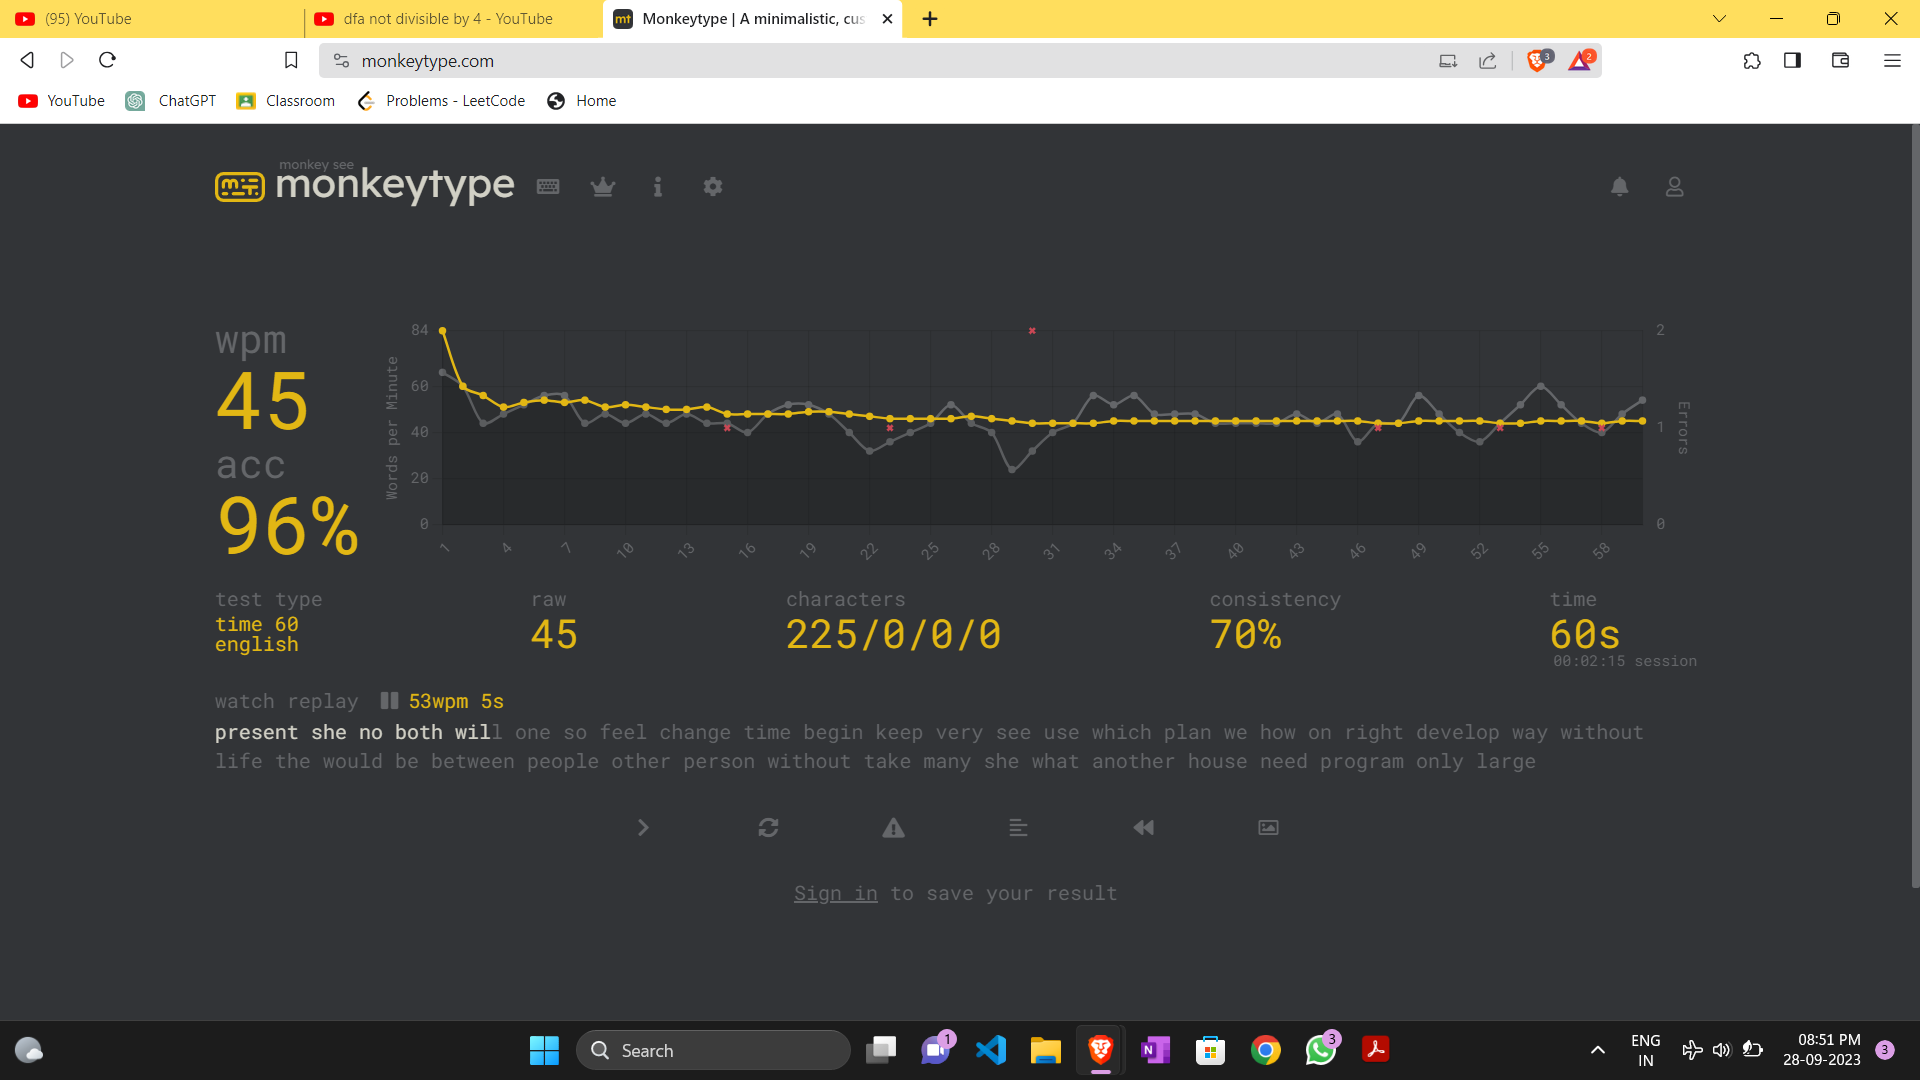 (95) YouTube
dfa not divisible by 4 - YouTube
mt Monkeytype | A minimalistic, cus
monkeytype.com
3
2
YouTube
ChatGPT
Classroom
Problems - LeetCode
Home
monkey see
monkeytype
wpm
45
acc
96%
Words per Minute
84
60
40
20
0
2
1
0
Errors
1 4 7 10 13 16 19 22 25 28 31 34 37 40 43 46 49 52 55 58
test type
time 60
english
raw
45
characters
225/0/0/0
consistency
70%
time
60s
00:02:15 session
watch replay 53wpm 5s
present she no both will one so feel change time begin keep very see use which plan we how on right develop way without
life the would be between people other person without take many she what another house need program only large
Sign in to save your result
Search
1
N
3
ENG
IN
08:51 PM
28-09-2023
3